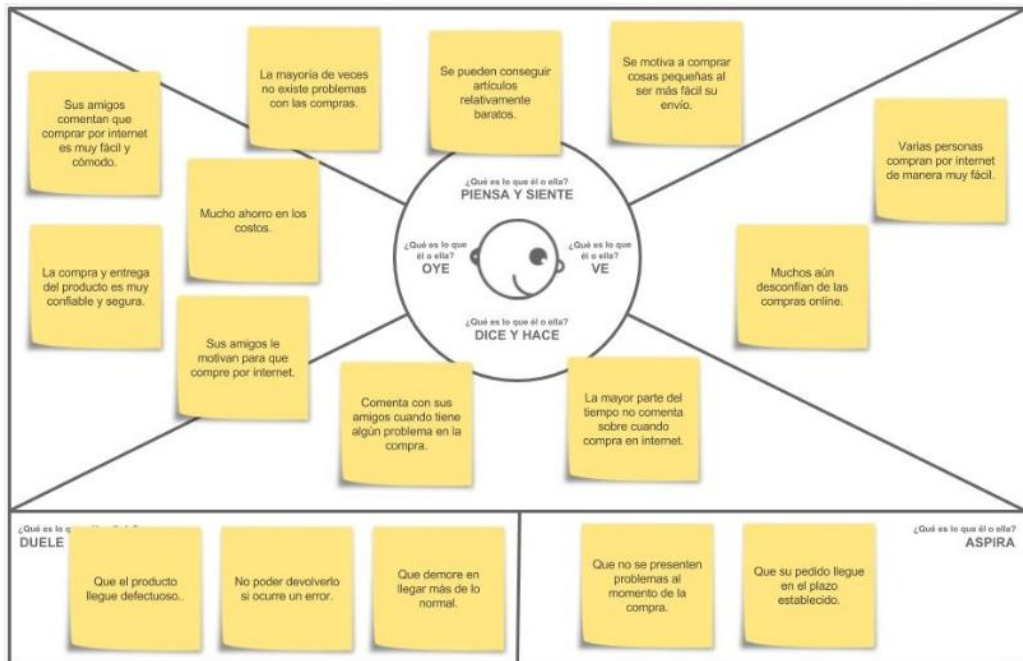 Sus amigos
comentan que
comprar por internet
es muy fácil y
cómodo.
La mayoría de veces
no existe problemas
con las compras.
Se pueden conseguir
artículos
relativamente
baratos.
Se motiva a comprar
cosas pequeñas al
ser más fácil su
envío.
Varias personas
compran por internet
de manera muy fácil.
Mucho ahorro en los
costos.
La compra y entrega
del producto es muy
confiable y segura.
Sus amigos le
motivan para que
compre por internet.
¿Qué es lo que él o ella?
PIENSA Y SIENTE
¿Qué es lo que
él o ella?
OYE
¿Qué es lo que
él o ella?
VE
¿Qué es lo que él o ella?
DICE Y HACE
Muchos aún
desconfían de las
compras online.
Comenta con sus
amigos cuando tiene
algún problema en la
compra.
La mayor parte del
tiempo no comenta
sobre cuando
compra en internet.
¿Qué es lo
DUELE
Que el producto
llegue defectuoso..
No poder devolverlo
si ocurre un error.
Que demore en
llegar más de lo
normal.
Que no se presenten
problemas al
momento de la
compra.
Que su pedido llegue
en el plazo
establecido.
¿Qué es lo que él o ella?
ASPIRA